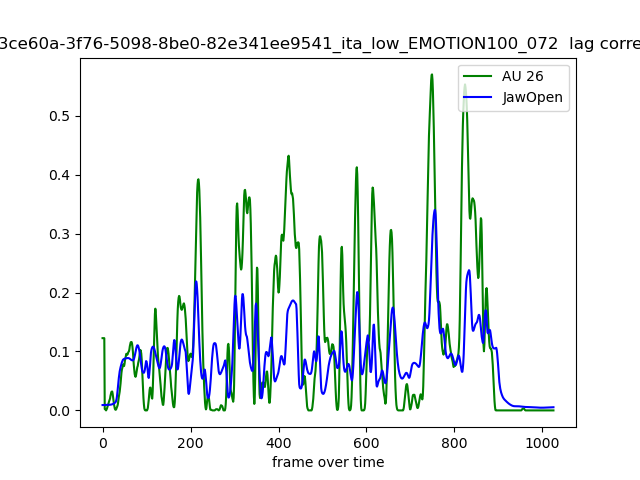 3ce60a-3f76-5098-8be0-82e341ee9541_ita_low_EMOTION100_072 lag corre
AU 26
JawOpen
0.5
0.4
0.3
0.2
0.1
0.0
0 200 400 600 800 1000
frame over time